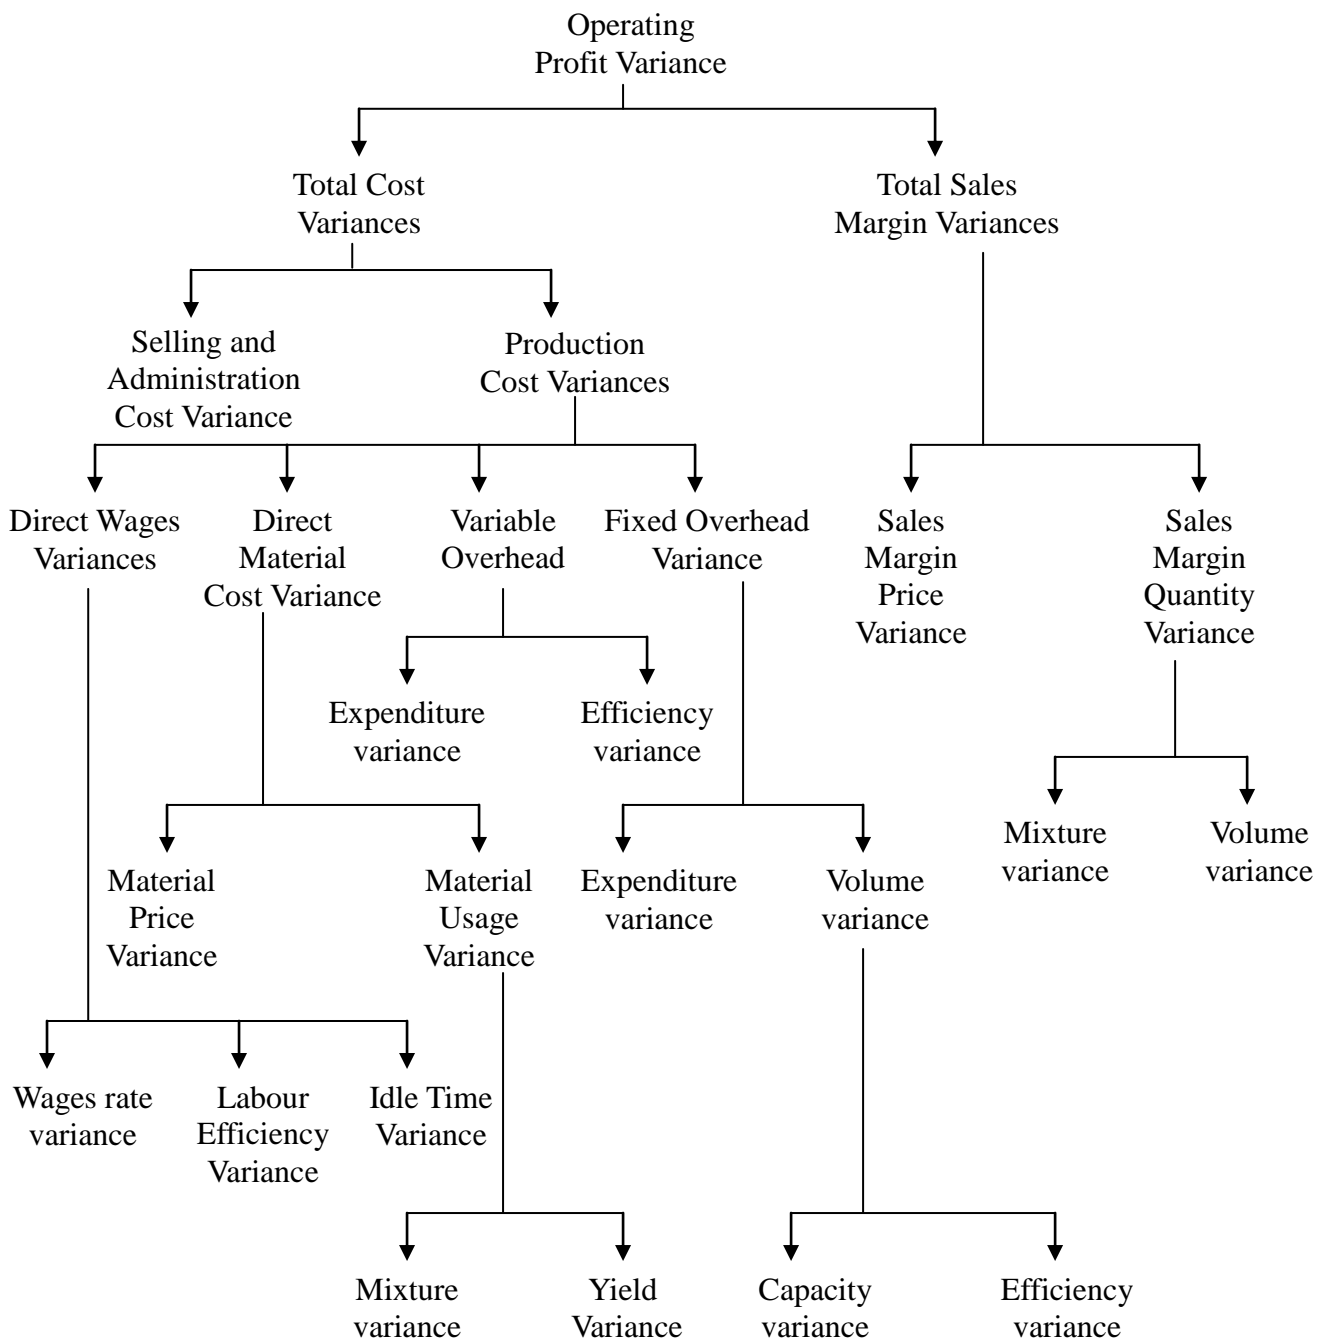 Operating
Profit Variance
Total Cost
Variances
Total Sales
Margin Variances
Selling and
Administration
Cost Variance
Production
Cost Variances
Direct Wages
Variances
Direct
Material
Cost Variance
Variable
Overhead
Fixed Overhead
Variance
Sales
Margin
Price
Variance
Sales
Margin
Quantity
Variance
Expenditure
variance
Efficiency
variance
Mixture
variance
Volume
variance
Material
Price
Variance
Material
Usage
Variance
Expenditure
variance
Volume
variance
Wages rate
variance
Labour
Efficiency
Variance
Idle Time
Variance
Mixture
variance
Yield
Variance
Capacity
variance
Efficiency
variance